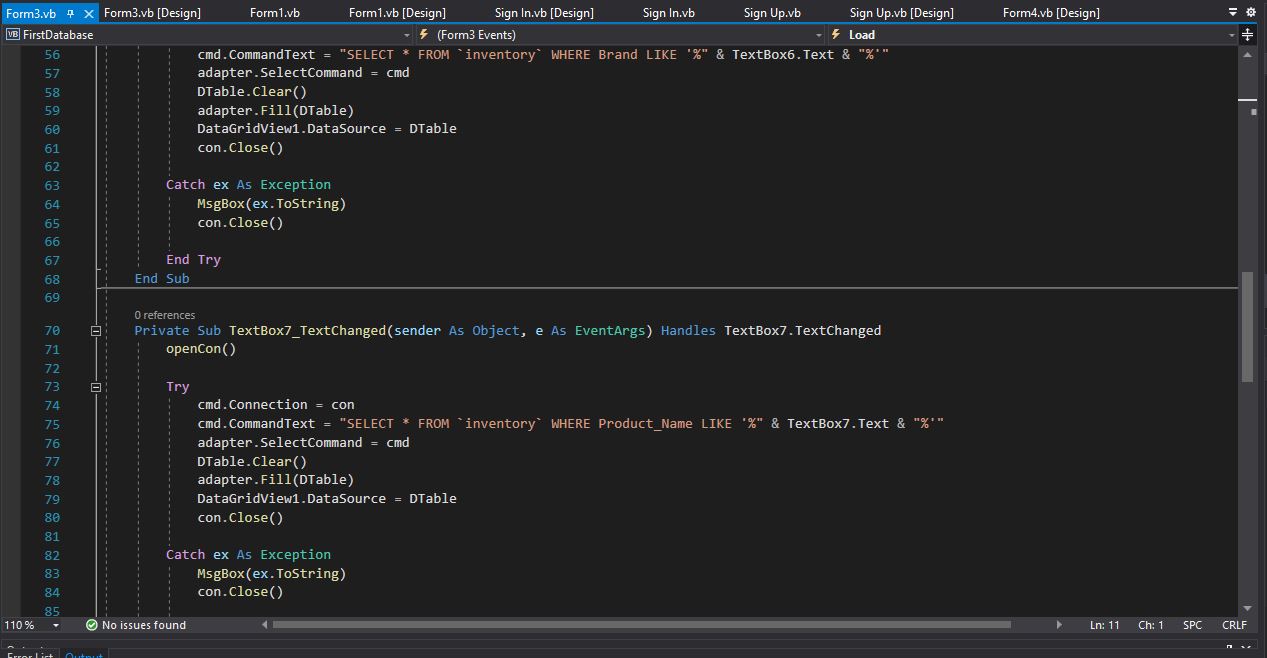 Form3.vb Form3.vb [Design] Form1.vb Form1.vb [Design] Sign In.vb [Design] Sign In.vb Sign Up.vb Sign Up.vb [Design] Form4.vb [Design]
VB FirstDatabase (Form3 Events) Load
56 cmd.CommandText = "SELECT * FROM `inventory` WHERE Brand LIKE '%" & TextBox6.Text & "%'"
57 adapter.SelectCommand = cmd
58 DTable.Clear()
59 adapter.Fill(DTable)
60 DataGridView1.DataSource = DTable
61 con.Close()
62
63 Catch ex As Exception
64 MsgBox(ex.ToString)
65 con.Close()
66
67 End Try
68 End Sub
69
0 references
70 Private Sub TextBox7_TextChanged(sender As Object, e As EventArgs) Handles TextBox7.TextChanged
71 openCon()
72
73 Try
74 cmd.Connection = con
75 cmd.CommandText = "SELECT * FROM `inventory` WHERE Product_Name LIKE '%" & TextBox7.Text & "%'"
76 adapter.SelectCommand = cmd
77 DTable.Clear()
78 adapter.Fill(DTable)
79 DataGridView1.DataSource = DTable
80 con.Close()
81
82 Catch ex As Exception
83 MsgBox(ex.ToString)
84 con.Close()
85
110 % No issues found Ln: 11 Ch: 1 SPC CRLF
Error List Output